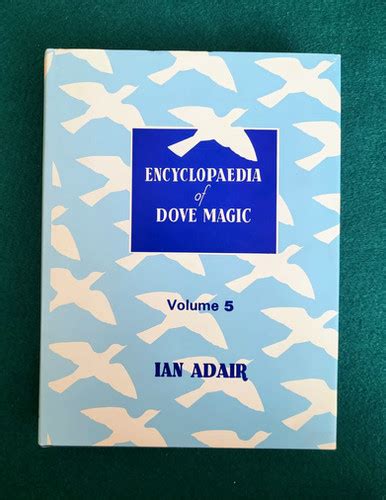 ENCYCLOPAEDIA
of
DOVE MAGIC
Volume 5
IAN ADAIR